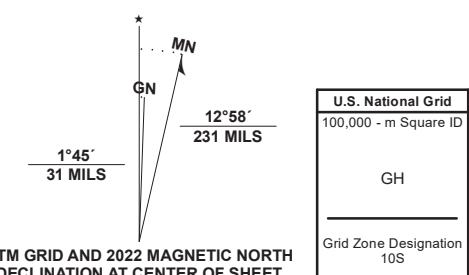 ★
MN
GN
12°58´
231 MILS
1°45´
31 MILS
TM GRID AND 2022 MAGNETIC NORTH
DECLINATION AT CENTER OF SHEET
U.S. National Grid
100,000 - m Square ID
GH
Grid Zone Designation
10S